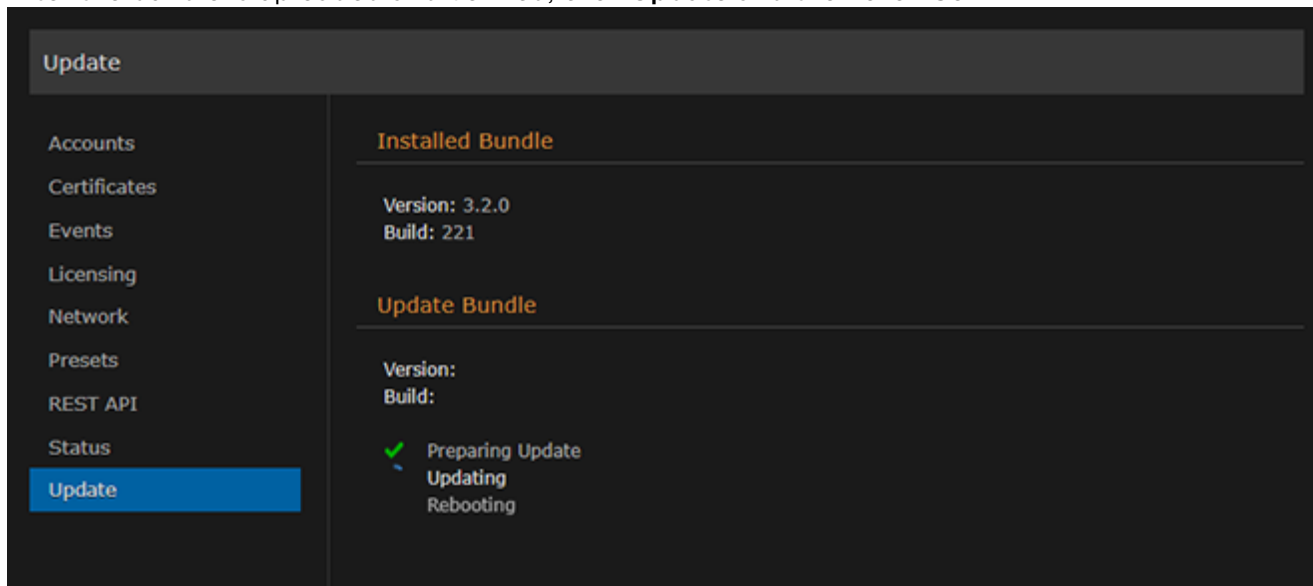 Update
Accounts
Certificates
Events
Licensing
Network
Presets
REST API
Status
Update
Installed Bundle
Version: 3.2.0
Build: 221
Update Bundle
Version:
Build:
Preparing Update
Updating
Rebooting